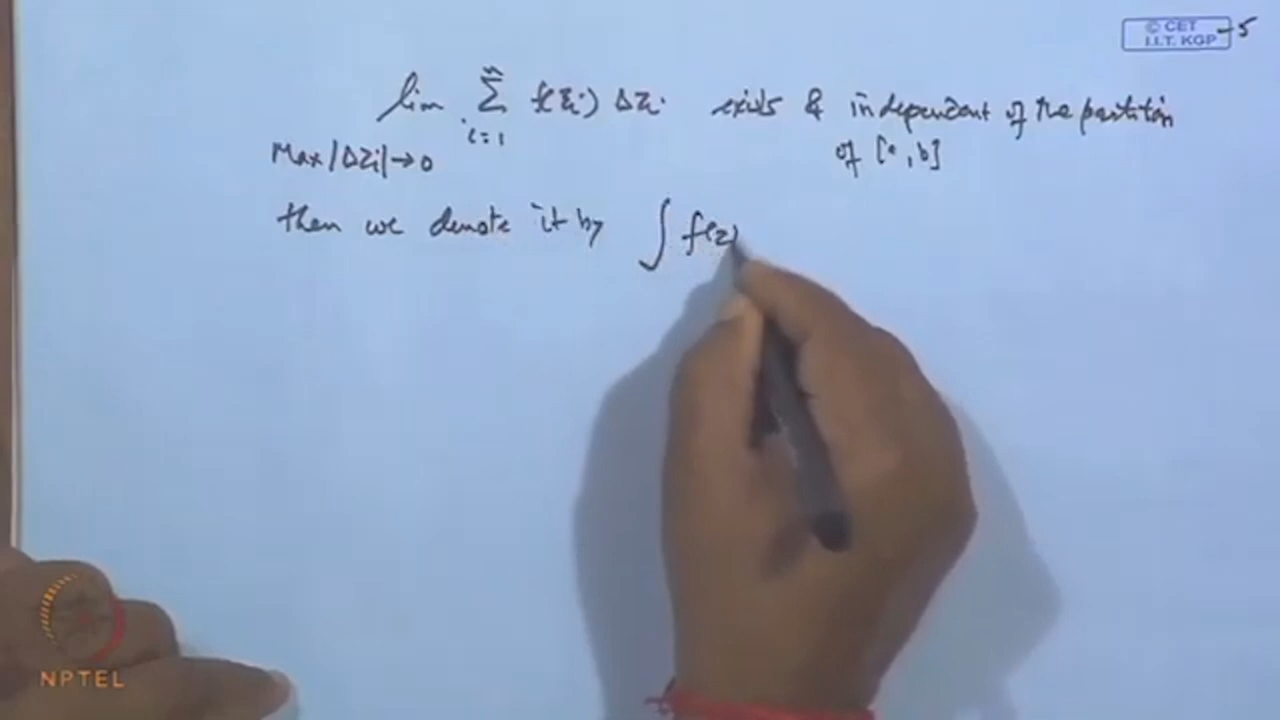 © CET
I.I.T. KGP -5
lim Σ f(ξi) Δzi exists & independent of the partition
i=1
n
Max |Δzi| → 0 of [a, b]
then we denote it by ∫ f(z)
NPTEL